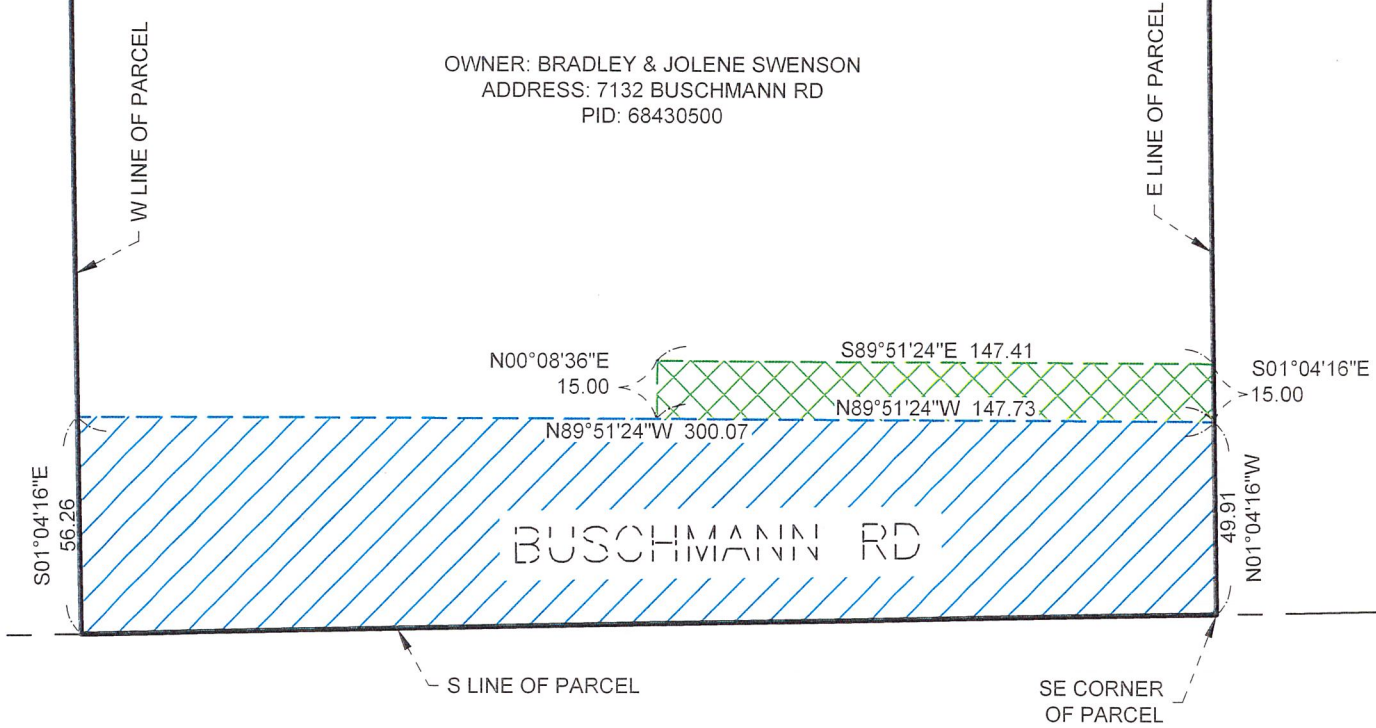 W LINE OF PARCEL
OWNER: BRADLEY & JOLENE SWENSON
ADDRESS: 7132 BUSCHMANN RD
PID: 68430500
E LINE OF PARCEL
N00°08'36"E
15.00
S89°51'24"E 147.41
S01°04'16"E
15.00
N89°51'24"W 147.73
N89°51'24"W 300.07
S01°04'16"E
56.26
BUSCHMANN RD
49.91
N01°04'16"W
S LINE OF PARCEL
SE CORNER
OF PARCEL